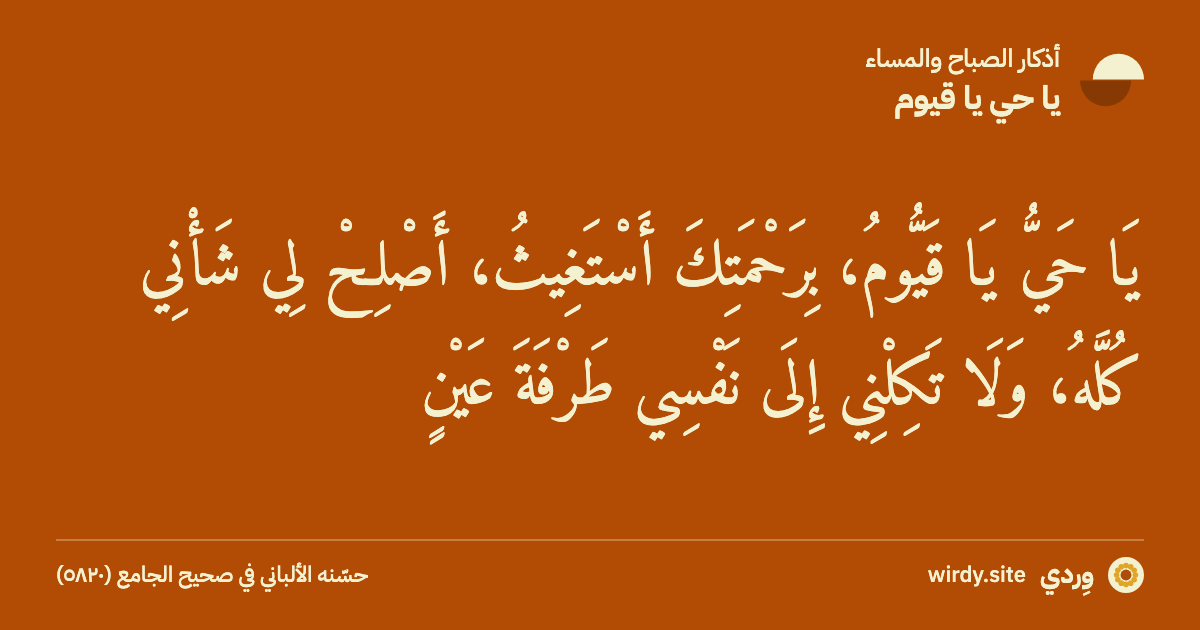 أذكار الصباح والمساء
يا حي يا قيوم
يَا حَيُّ يَا قَيُّومُ، بِرَحْمَتِكَ أَسْتَغِيثُ، أَصْلِحْ لِي شَأْنِي
كُلَّهُ، وَلَا تَكِلْنِي إِلَى نَفْسِي طَرْفَةَ عَيْنٍ
وِردي wirdy.site
حسّنه الألباني في صحيح الجامع (٥٨٢٠)